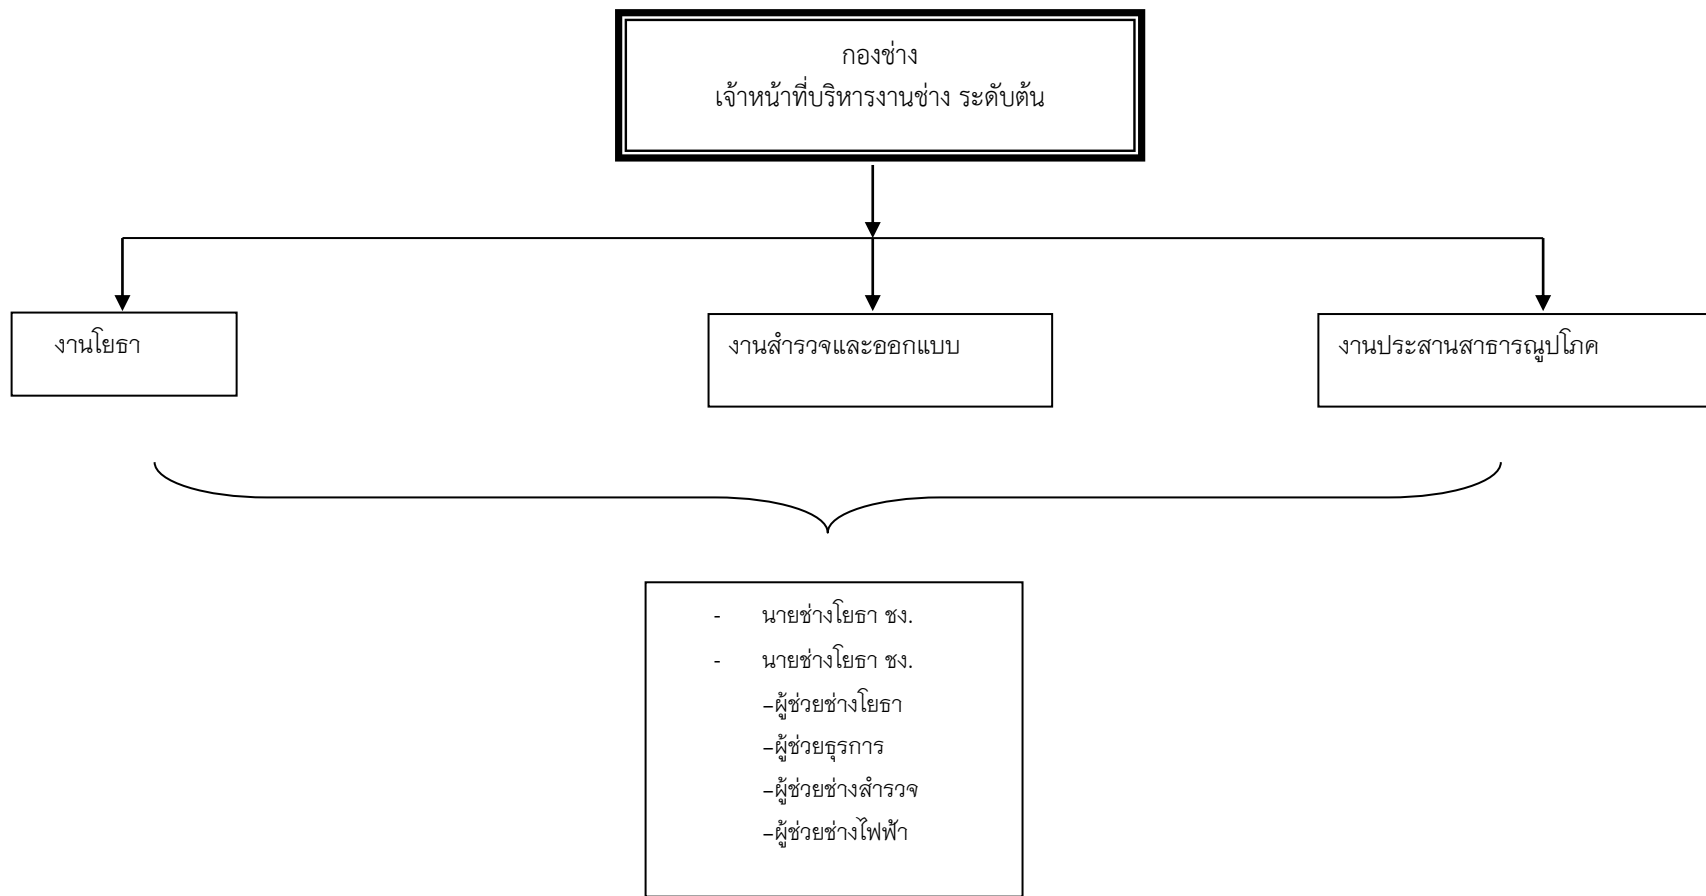 กองช่าง
เจ้าหน้าที่บริหารงานช่าง ระดับต้น
งานโยธา
งานสำรวจและออกแบบ
งานประสานสาธารณูปโภค
- นายช่างโยธา ชง.
- นายช่างโยธา ชง.
–ผู้ช่วยช่างโยธา
–ผู้ช่วยธุรการ
–ผู้ช่วยช่างสำรวจ
–ผู้ช่วยช่างไฟฟ้า